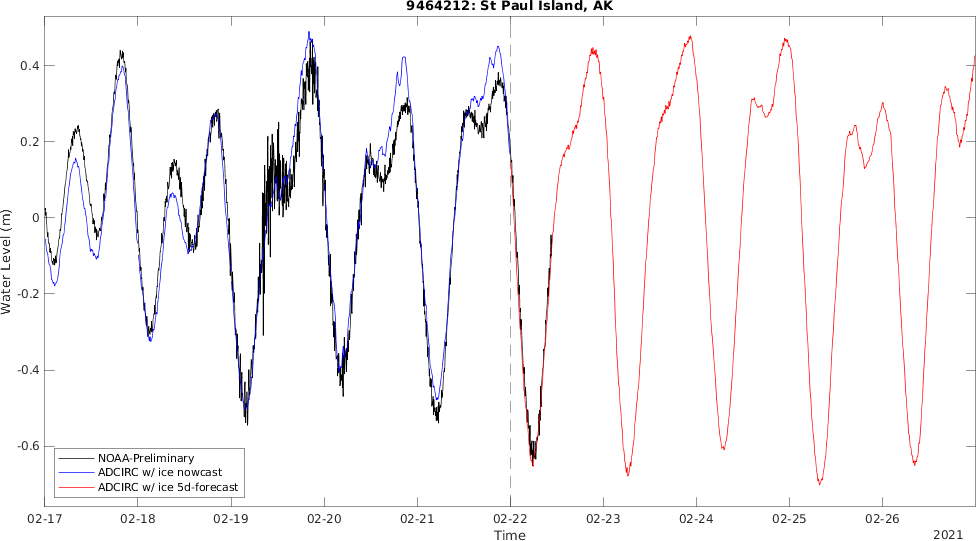 9464212: St Paul Island, AK
Water Level (m)
0.4
0.2
0
-0.2
-0.4
-0.6
NOAA-Preliminary
ADCIRC w/ ice nowcast
ADCIRC w/ ice 5d-forecast
02-17 02-18 02-19 02-20 02-21 02-22 02-23 02-24 02-25 02-26
Time
2021